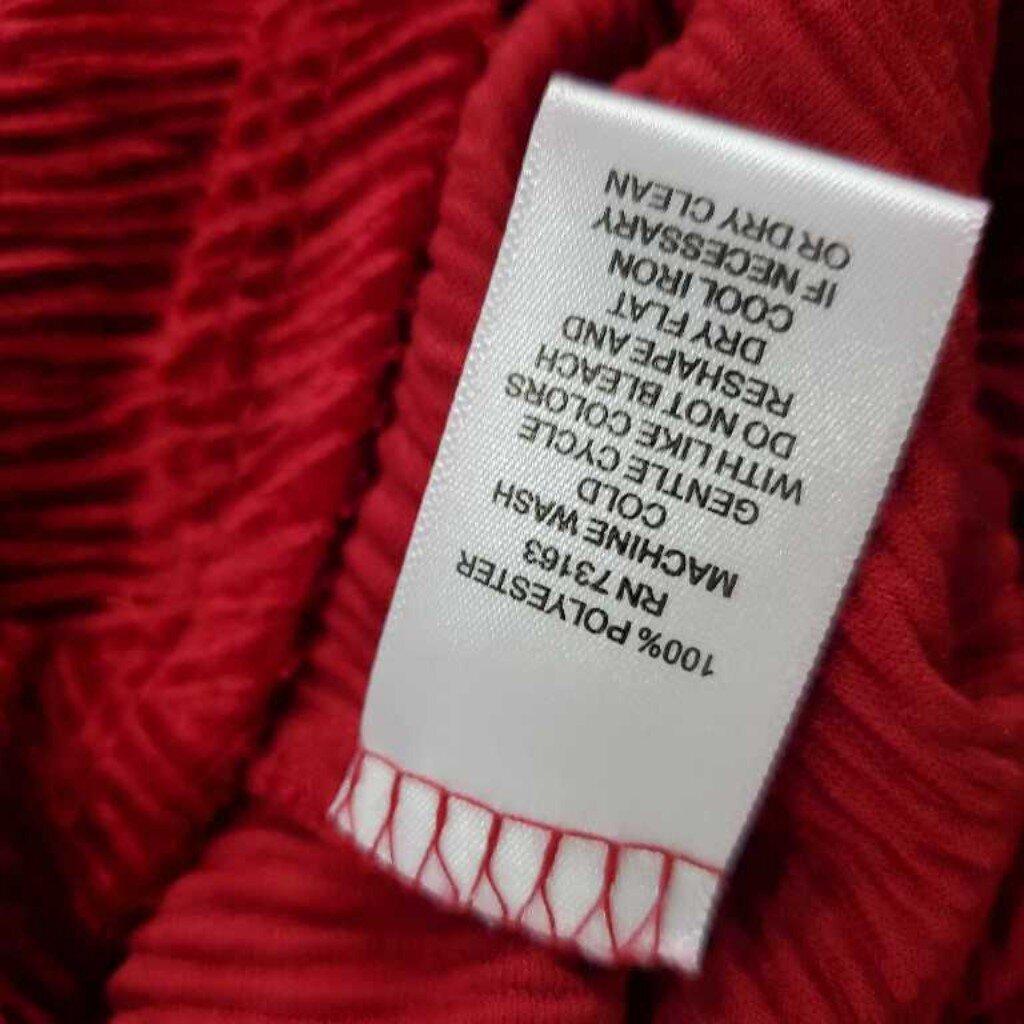 100% POLYESTER
RN 73163
MACHINE WASH
COLD
GENTLE CYCLE
WITH LIKE COLORS
DO NOT BLEACH
RESHAPE AND
DRY FLAT
COOL IRON
IF NECESSARY
OR DRY CLEAN